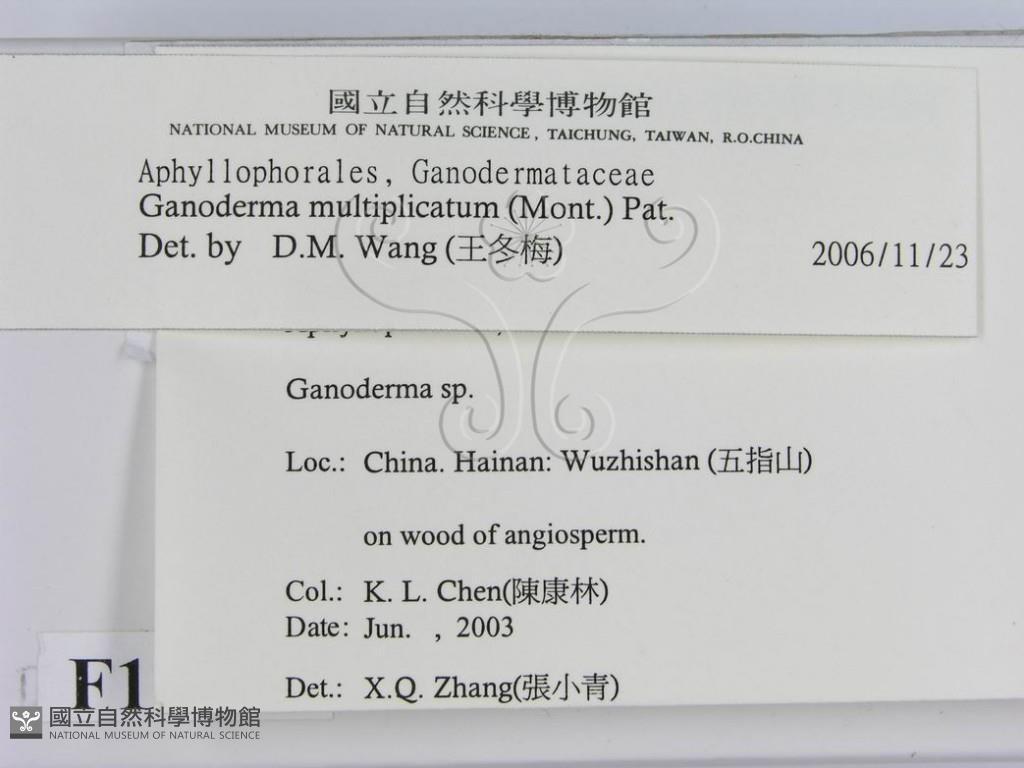 國立自然科學博物館
NATIONAL MUSEUM OF NATURAL SCIENCE, TAICHUNG, TAIWAN, R.O.CHINA
Aphyllophorales, Ganodermataceae
Ganoderma multiplicatum (Mont.) Pat.
Det. by D.M. Wang (王冬梅) 2006/11/23
Ganoderma sp.
Loc.: China. Hainan: Wuzhishan (五指山)
on wood of angiosperm.
Col.: K. L. Chen(陳康林)
Date: Jun. , 2003
Det.: X.Q. Zhang(張小青)
F1
國立自然科學博物館
NATIONAL MUSEUM OF NATURAL SCIENCE